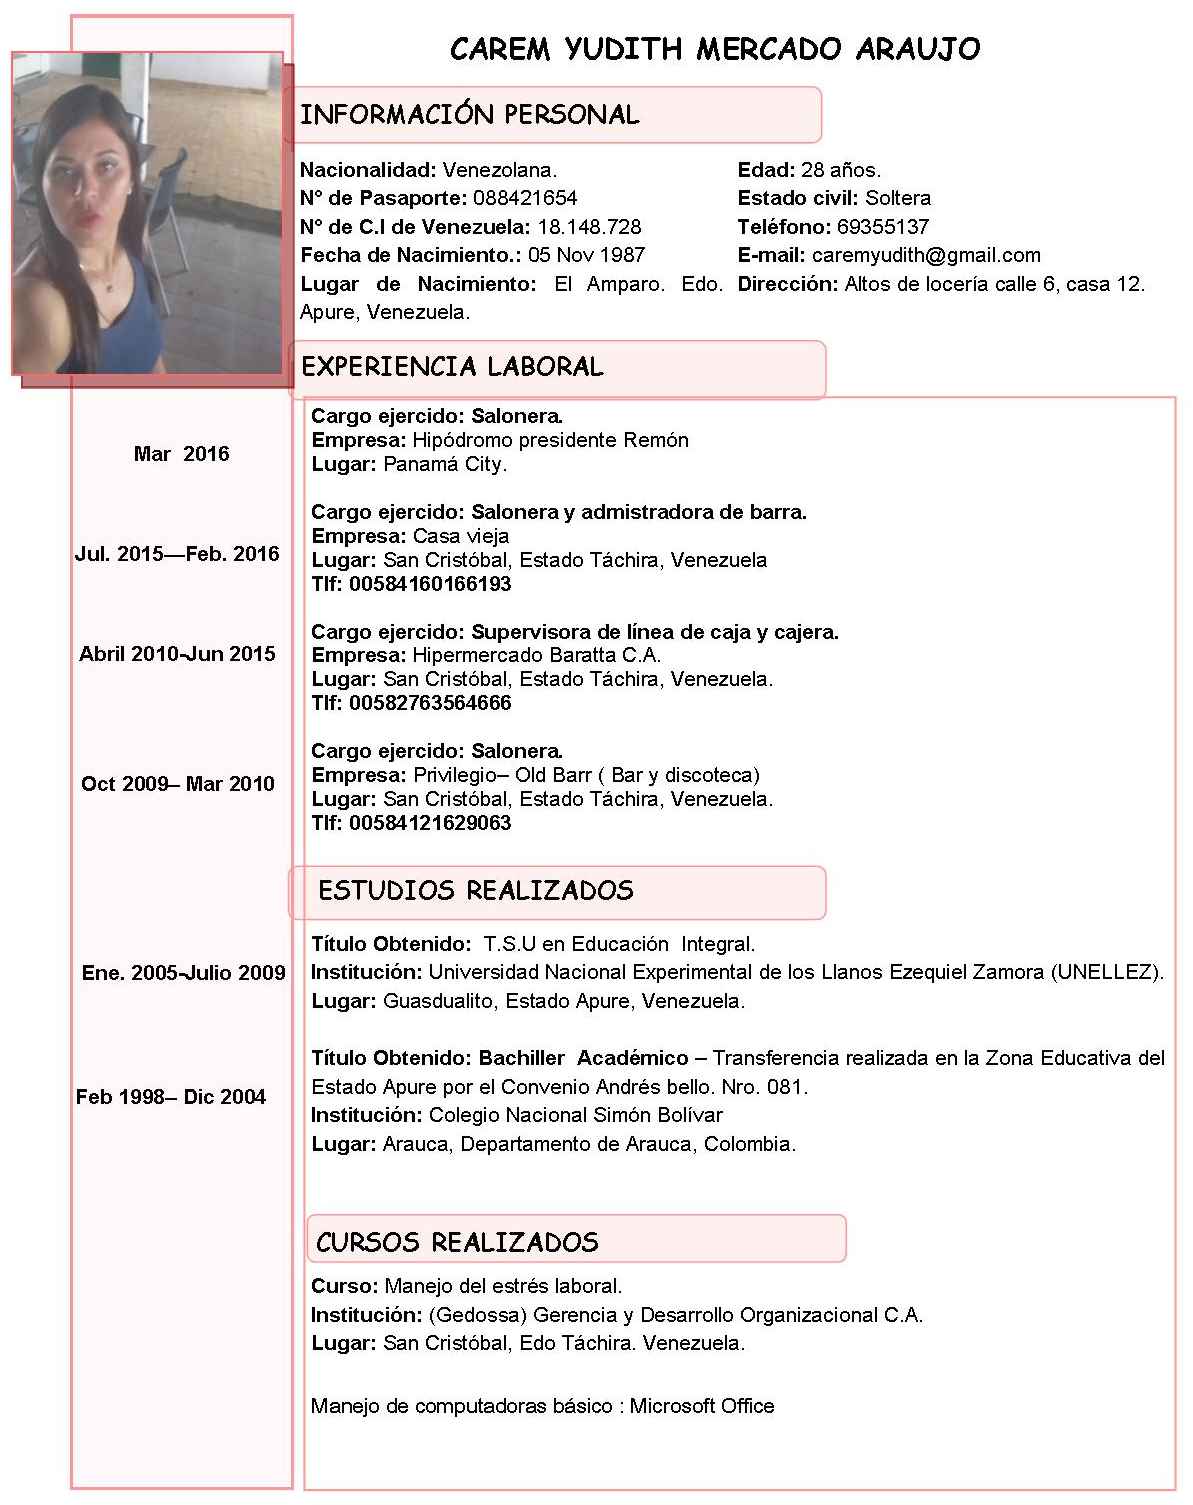 CAREM YUDITH MERCADO ARAUJO
INFORMACIÓN PERSONAL
Nacionalidad: Venezolana.
Nº de Pasaporte: 088421654
Nº de C.I de Venezuela: 18.148.728
Fecha de Nacimiento.: 05 Nov 1987
Lugar de Nacimiento: El Amparo. Edo.
Apure, Venezuela.
Edad: 28 años.
Estado civil: Soltera
Teléfono: 69355137
E-mail: caremyudith@gmail.com
Dirección: Altos de locería calle 6, casa 12.
EXPERIENCIA LABORAL
Mar 2016
Cargo ejercido: Salonera.
Empresa: Hipódromo presidente Remón
Lugar: Panamá City.
Jul. 2015—Feb. 2016
Cargo ejercido: Salonera y admistradora de barra.
Empresa: Casa vieja
Lugar: San Cristóbal, Estado Táchira, Venezuela
Tlf: 00584160166193
Abril 2010-Jun 2015
Cargo ejercido: Supervisora de línea de caja y cajera.
Empresa: Hipermercado Baratta C.A.
Lugar: San Cristóbal, Estado Táchira, Venezuela.
Tlf: 00582763564666
Oct 2009– Mar 2010
Cargo ejercido: Salonera.
Empresa: Privilegio– Old Barr ( Bar y discoteca)
Lugar: San Cristóbal, Estado Táchira, Venezuela.
Tlf: 00584121629063
ESTUDIOS REALIZADOS
Ene. 2005-Julio 2009
Título Obtenido: T.S.U en Educación Integral.
Institución: Universidad Nacional Experimental de los Llanos Ezequiel Zamora (UNELLEZ).
Lugar: Guasdualito, Estado Apure, Venezuela.
Feb 1998– Dic 2004
Título Obtenido: Bachiller Académico – Transferencia realizada en la Zona Educativa del
Estado Apure por el Convenio Andrés bello. Nro. 081.
Institución: Colegio Nacional Simón Bolívar
Lugar: Arauca, Departamento de Arauca, Colombia.
CURSOS REALIZADOS
Curso: Manejo del estrés laboral.
Institución: (Gedossa) Gerencia y Desarrollo Organizacional C.A.
Lugar: San Cristóbal, Edo Táchira. Venezuela.
Manejo de computadoras básico : Microsoft Office